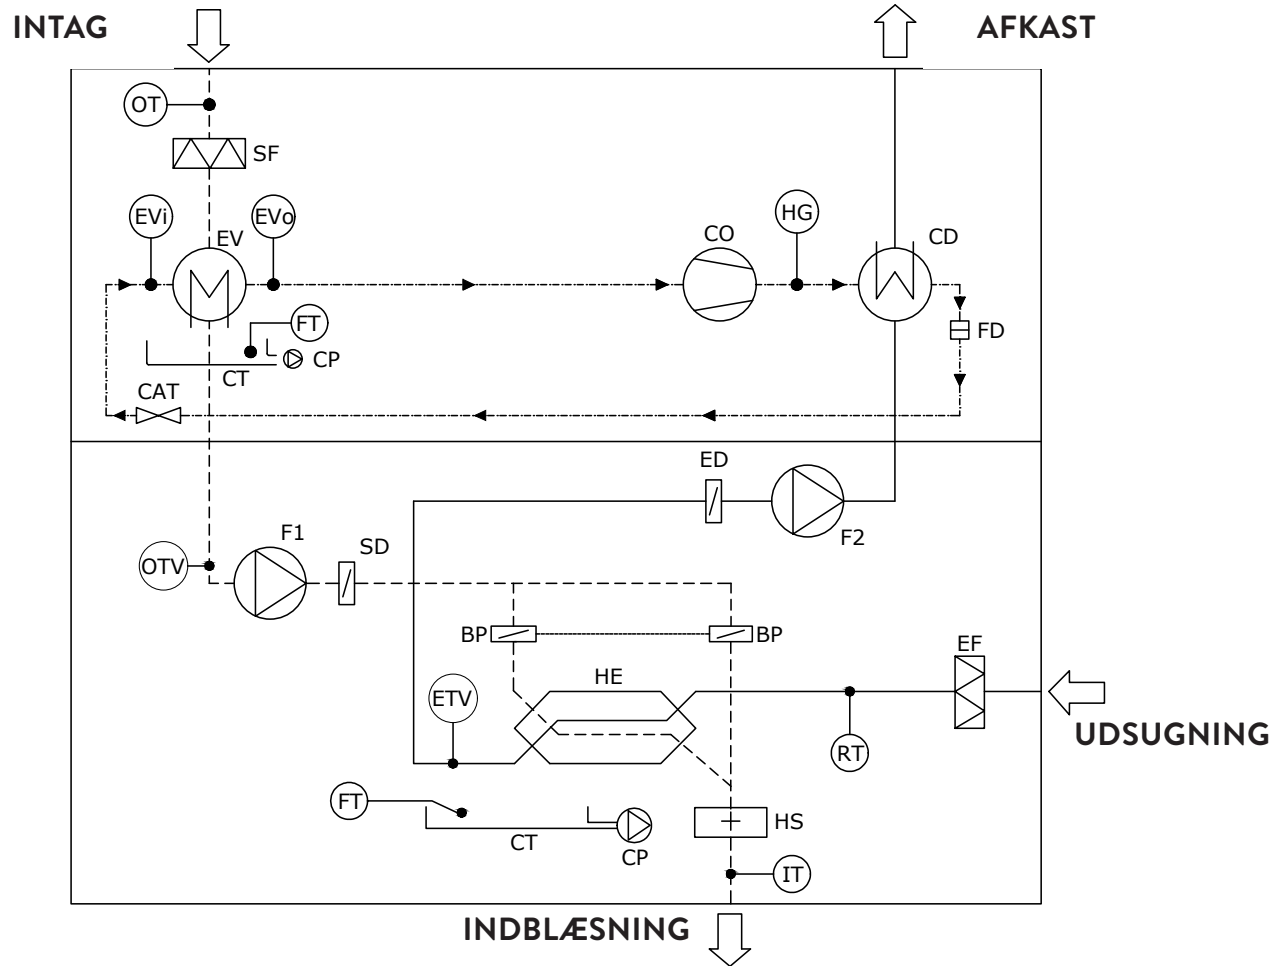 INTAG
AFKAST
OT
SF
EVi
EVo
HG
EV
CO
CD
FT
FD
CP
CT
CAT
ED
F2
F1
SD
OTV
BP
BP
EF
HE
ETV
UDSUGNING
RT
FT
HS
CT
CP
IT
INDBLÆSNING